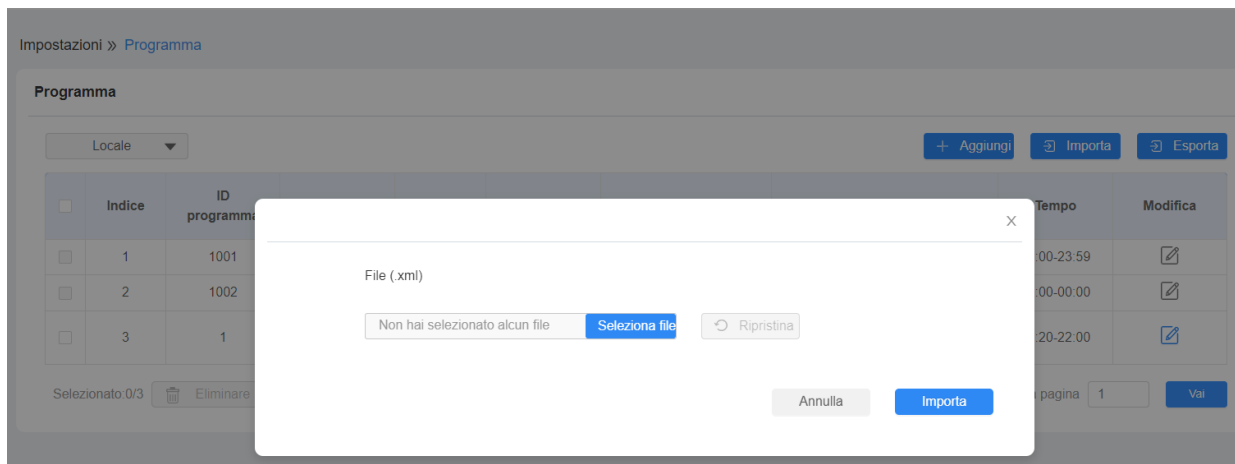 Impostazioni » Programma
Programma
Locale
+ Aggiungi Importa Esporta
Indice ID programma Tempo Modifica
1 1001 :00-23:59
2 1002 :00-00:00
3 1 :20-22:00
Selezionato:0/3 Eliminare pagina 1 Vai
X
File (.xml)
Non hai selezionato alcun file Seleziona file Ripristina
Annulla Importa